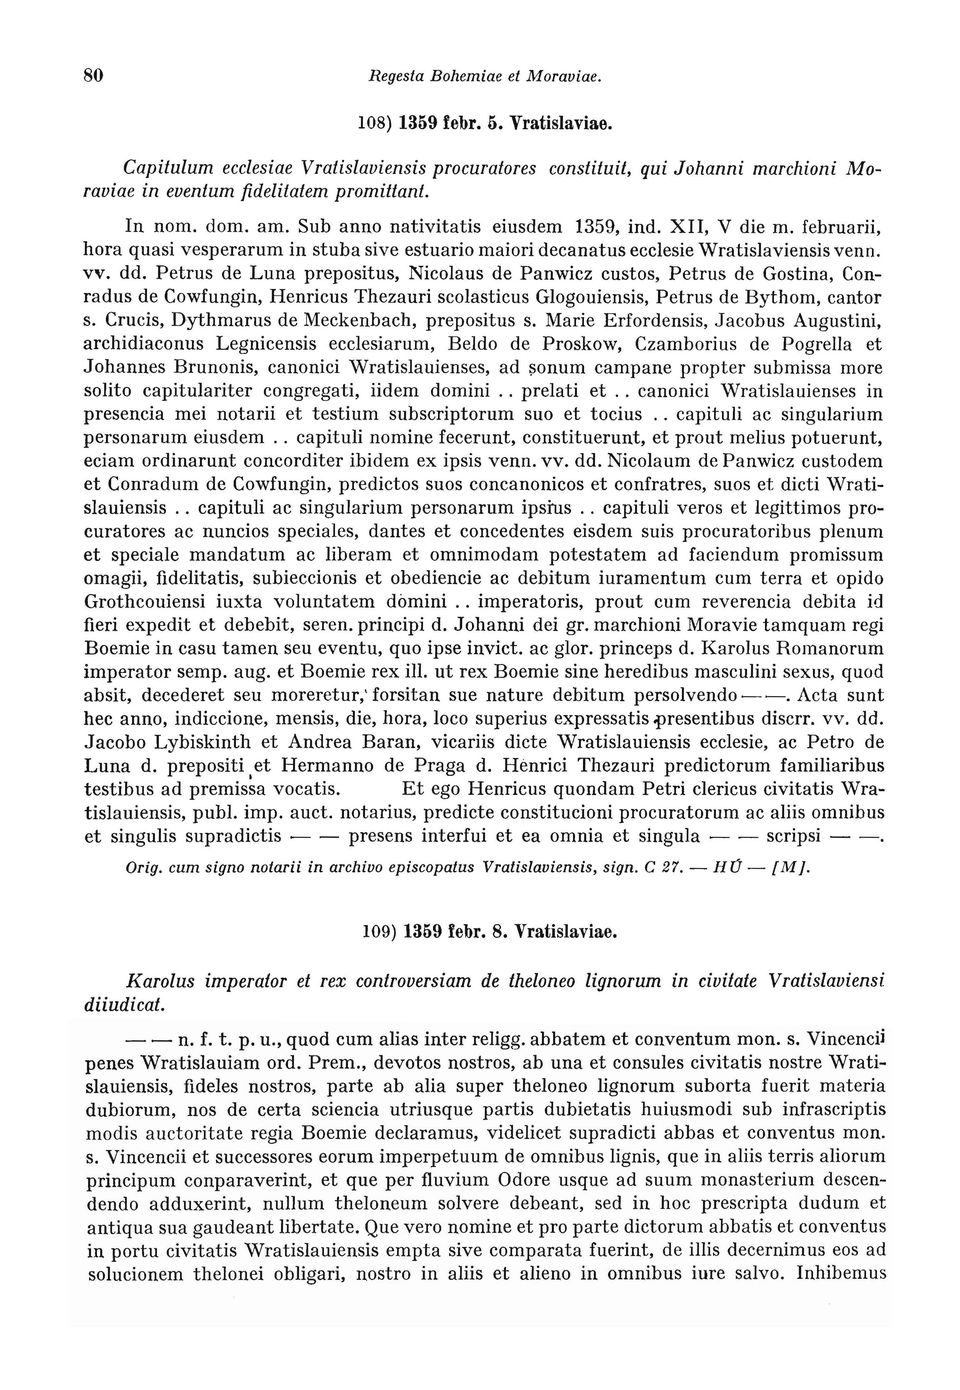 80 Regesta Bohemiae et Moraviae.
108) 1359 febr. 5. Vratislaviae.
Capitulum ecclesiae Vratislaviensis procuratores constituit, qui Johanni marchioni Mo-
raviae in eventum fidelitatem promittant.
In nom. dom. am. Sub anno nativitatis eiusdem 1359, ind. XII, V die m. februarii,
hora quasi vesperarum in stuba sive estuario maiori decanatus ecclesie Wratislaviensis venn.
vv. dd. Petrus de Luna prepositus, Nicolaus de Panwicz custos, Petrus de Gostina, Con-
radus de Cowfungin, Henricus Thezauri scolasticus Glogouiensis, Petrus de Bythom, cantor
s. Crucis, Dythmarus de Meckenbach, prepositus s. Marie Erfordensis, Jacobus Augustini,
archidiaconus Legnicensis ecclesiarum, Beldo de Proskow, Czamborius de Pogrella et
Johannes Brunonis, canonici Wratislauienses, ad sonum campane propter submissa more
solito capitulariter congregati, iidem domini . . prelati et . . canonici Wratislauienses in
presencia mei notarii et testium subscriptorum suo et tocius . . capituli ac singularium
personarum eiusdem . . capituli nomine fecerunt, constituerunt, et prout melius potuerunt,
eciam ordinarunt concorditer ibidem ex ipsis venn. vv. dd. Nicolaum de Panwicz custodem
et Conradum de Cowfungin, predictos suos concanonicos et confratres, suos et dicti Wrati-
slauiensis . . capituli ac singularium personarum ipsius . . capituli veros et legittimos pro-
curatores ac nuncios speciales, dantes et concedentes eisdem suis procuratoribus plenum
et speciale mandatum ac liberam et omnimodam potestatem ad faciendum promissum
omagii, fidelitatis, subieccionis et obediencie ac debitum iuramentum cum terra et opido
Grothcouiensi iuxta voluntatem domini . . imperatoris, prout cum reverencia debita id
fieri expedit et debebit, seren. principi d. Johanni dei gr. marchioni Moravie tamquam regi
Boemie in casu tamen seu eventu, quo ipse invict. ac glor. princeps d. Karolus Romanorum
imperator semp. aug. et Boemie rex ill. ut rex Boemie sine heredibus masculini sexus, quod
absit, decederet seu moreretur, forsitan sue nature debitum persolvendo — —. Acta sunt
hec anno, indiccione, mensis, die, hora, loco superius expressatis presentibus discrr. vv. dd.
Jacobo Lybiskinth et Andrea Baran, vicariis dicte Wratislauiensis ecclesie, ac Petro de
Luna d. prepositi et Hermanno de Praga d. Henrici Thezauri predictorum familiaribus
testibus ad premissa vocatis. Et ego Henricus quondam Petri clericus civitatis Wra-
tislauiensis, publ. imp. auct. notarius, predicte constitucioni procuratorum ac aliis omnibus
et singulis supradictis — — presens interfui et ea omnia et singula — — scripsi — —.
Orig. cum signo notarii in archivo episcopatus Vratislaviensis, sign. C 27. — HÚ — [M].
109) 1359 febr. 8. Vratislaviae.
Karolus imperator et rex controversiam de theloneo lignorum in civitate Vratislaviensi
diiudicat.
— — n. f. t. p. u., quod cum alias inter religg. abbatem et conventum mon. s. Vincencii
penes Wratislauiam ord. Prem., devotos nostros, ab una et consules civitatis nostre Wrati-
slauiensis, fideles nostros, parte ab alia super theloneo lignorum suborta fuerit materia
dubiorum, nos de certa sciencia utriusque partis dubietatis huiusmodi sub infrascriptis
modis auctoritate regia Boemie declaramus, videlicet supradicti abbas et conventus mon.
s. Vincencii et successores eorum imperpetuum de omnibus lignis, que in aliis terris aliorum
principum conparaverint, et que per fluvium Odore usque ad suum monasterium descen-
dendo adduxerint, nullum theloneum solvere debeant, sed in hoc prescripta dudum et
antiqua sua gaudeant libertate. Que vero nomine et pro parte dictorum abbatis et conventus
in portu civitatis Wratislauiensis empta sive comparata fuerint, de illis decernimus eos ad
solucionem thelonei obligari, nostro in aliis et alieno in omnibus iure salvo. Inhibemus